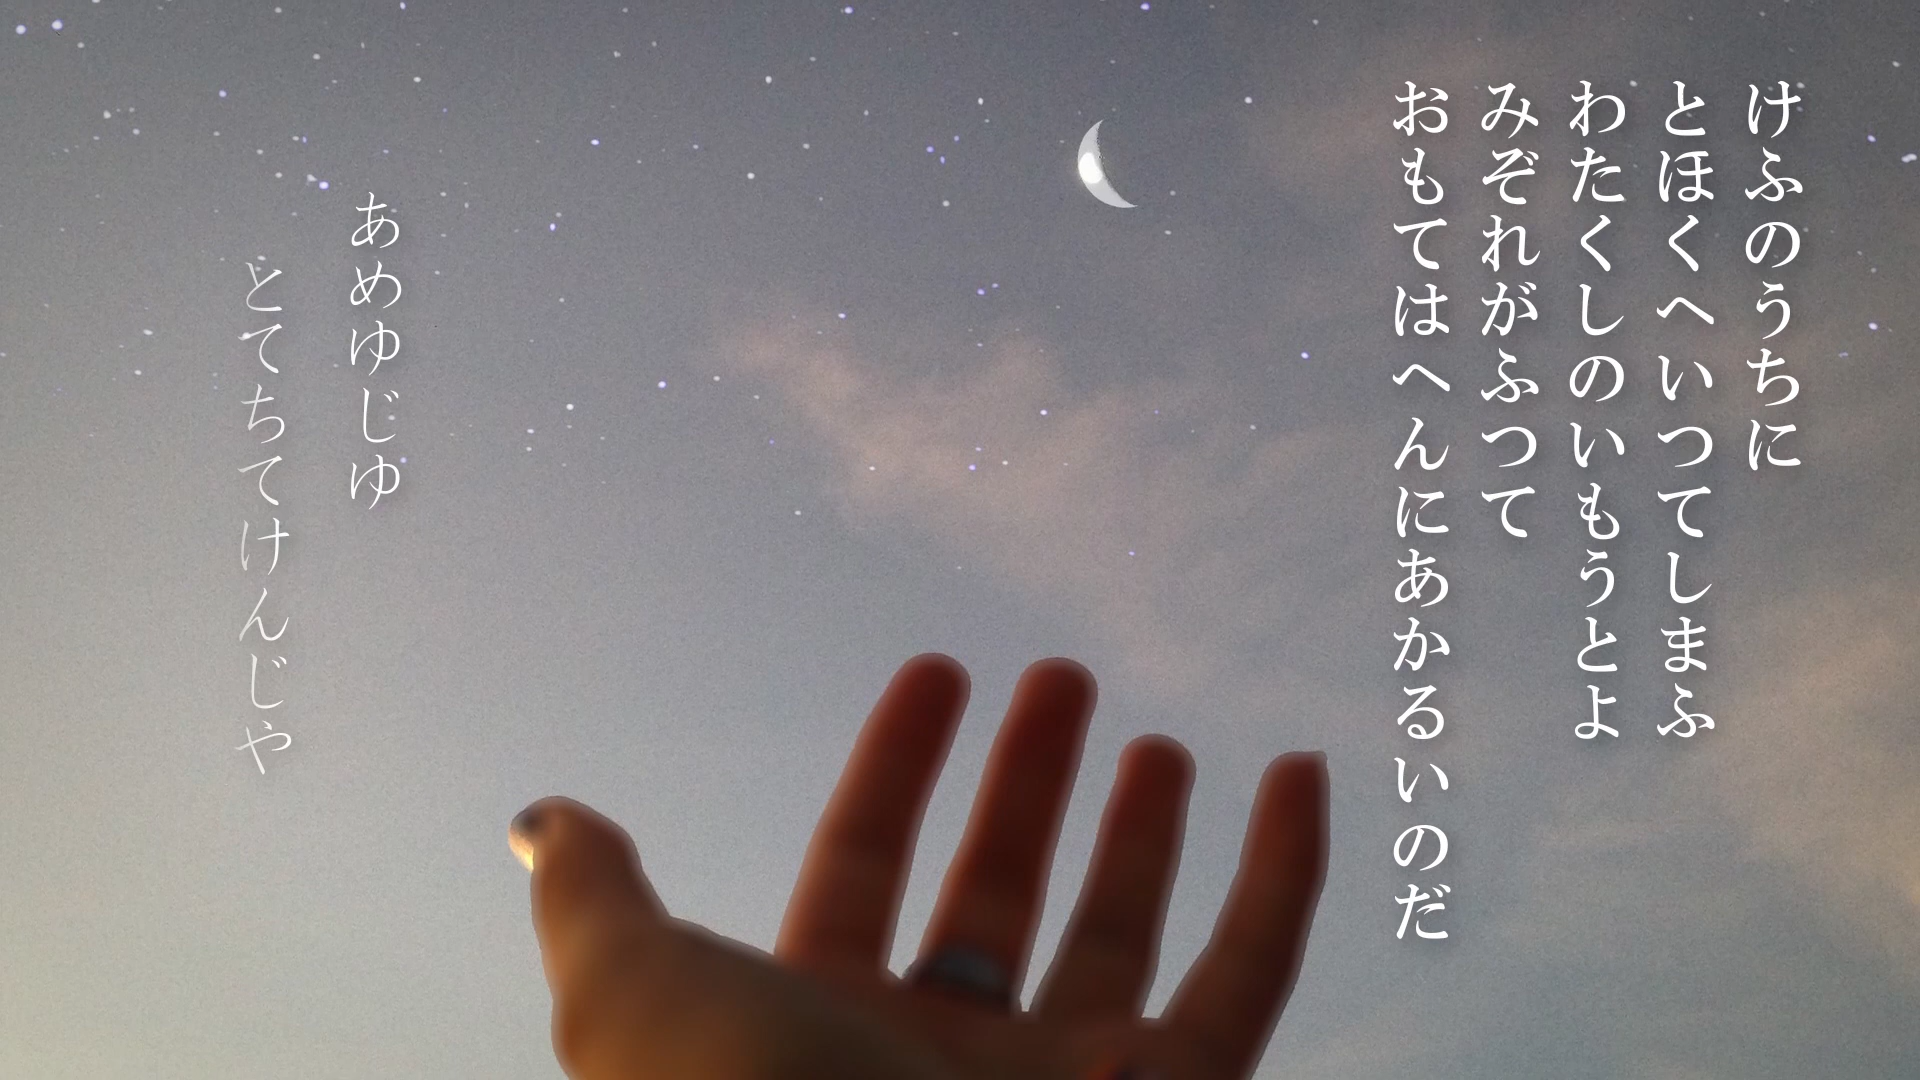 けふのうちに
とほくへいつてしまふ
わたくしのいもうとよ
みぞれがふつて
おもてはへんにあかるいのだ
あめゆじゆ
とてちてけんじや